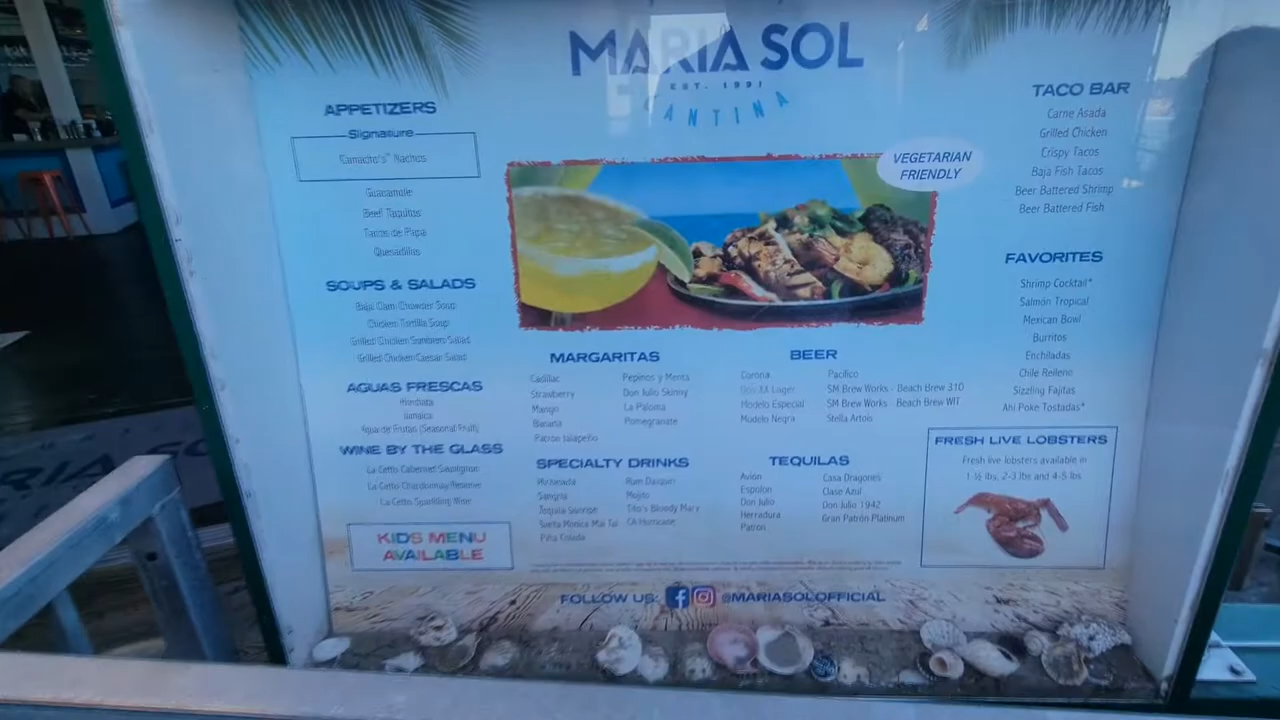 MARIA SOL
EST. 1991
CANTINA
APPETIZERS
Signature
Camacho's Nachos
Guacamole
Beef Taquitos
Tacos de Papa
Quesadillas
SOUPS & SALADS
Baja Clam Chowder Soup
Chicken Tortilla Soup
Grilled Chicken Sombrero Salad
Grilled Chicken Caesar Salad
AGUAS FRESCAS
Horchata
Jamaica
Agua de Frutas (Seasonal Fruit)
WINE BY THE GLASS
La Cetto Cabernet Sauvignon
La Cetto Chardonnay Reserve
La Cetto Sparkling Wine
KIDS MENU
AVAILABLE
VEGETARIAN
FRIENDLY
MARGARITAS
Cadillac
Strawberry
Mango
Banana
Patron Jalapeño
Pepinos y Menta
Don Julio Skinny
La Paloma
Pomegranate
SPECIALTY DRINKS
Micheada
Sangria
Tequila Sunrise
Santa Monica Mai Tai
Piña Colada
Rum Daiquiri
Mojito
Tito's Bloody Mary
CA Hurricane
BEER
Corona
Dos XX Lager
Modelo Especial
Modelo Negra
Pacifico
SM Brew Works - Beach Brew 310
SM Brew Works - Beach Brew WIT
Stella Artois
TEQUILAS
Avion
Espolon
Don Julio
Herradura
Patron
Casa Dragones
Clase Azul
Don Julio 1942
Gran Patrón Platinum
TACO BAR
Carne Asada
Grilled Chicken
Crispy Tacos
Baja Fish Tacos
Beer Battered Shrimp
Beer Battered Fish
FAVORITES
Shrimp Cocktail*
Salmón Tropical
Mexican Bowl
Burritos
Enchiladas
Chile Relleno
Sizzling Fajitas
Ahi Poke Tostadas*
FRESH LIVE LOBSTERS
Fresh live lobsters available in
1-½ lbs, 2-3 lbs and 4-5 lbs
FOLLOW US: @MARIASOLOFFICIAL